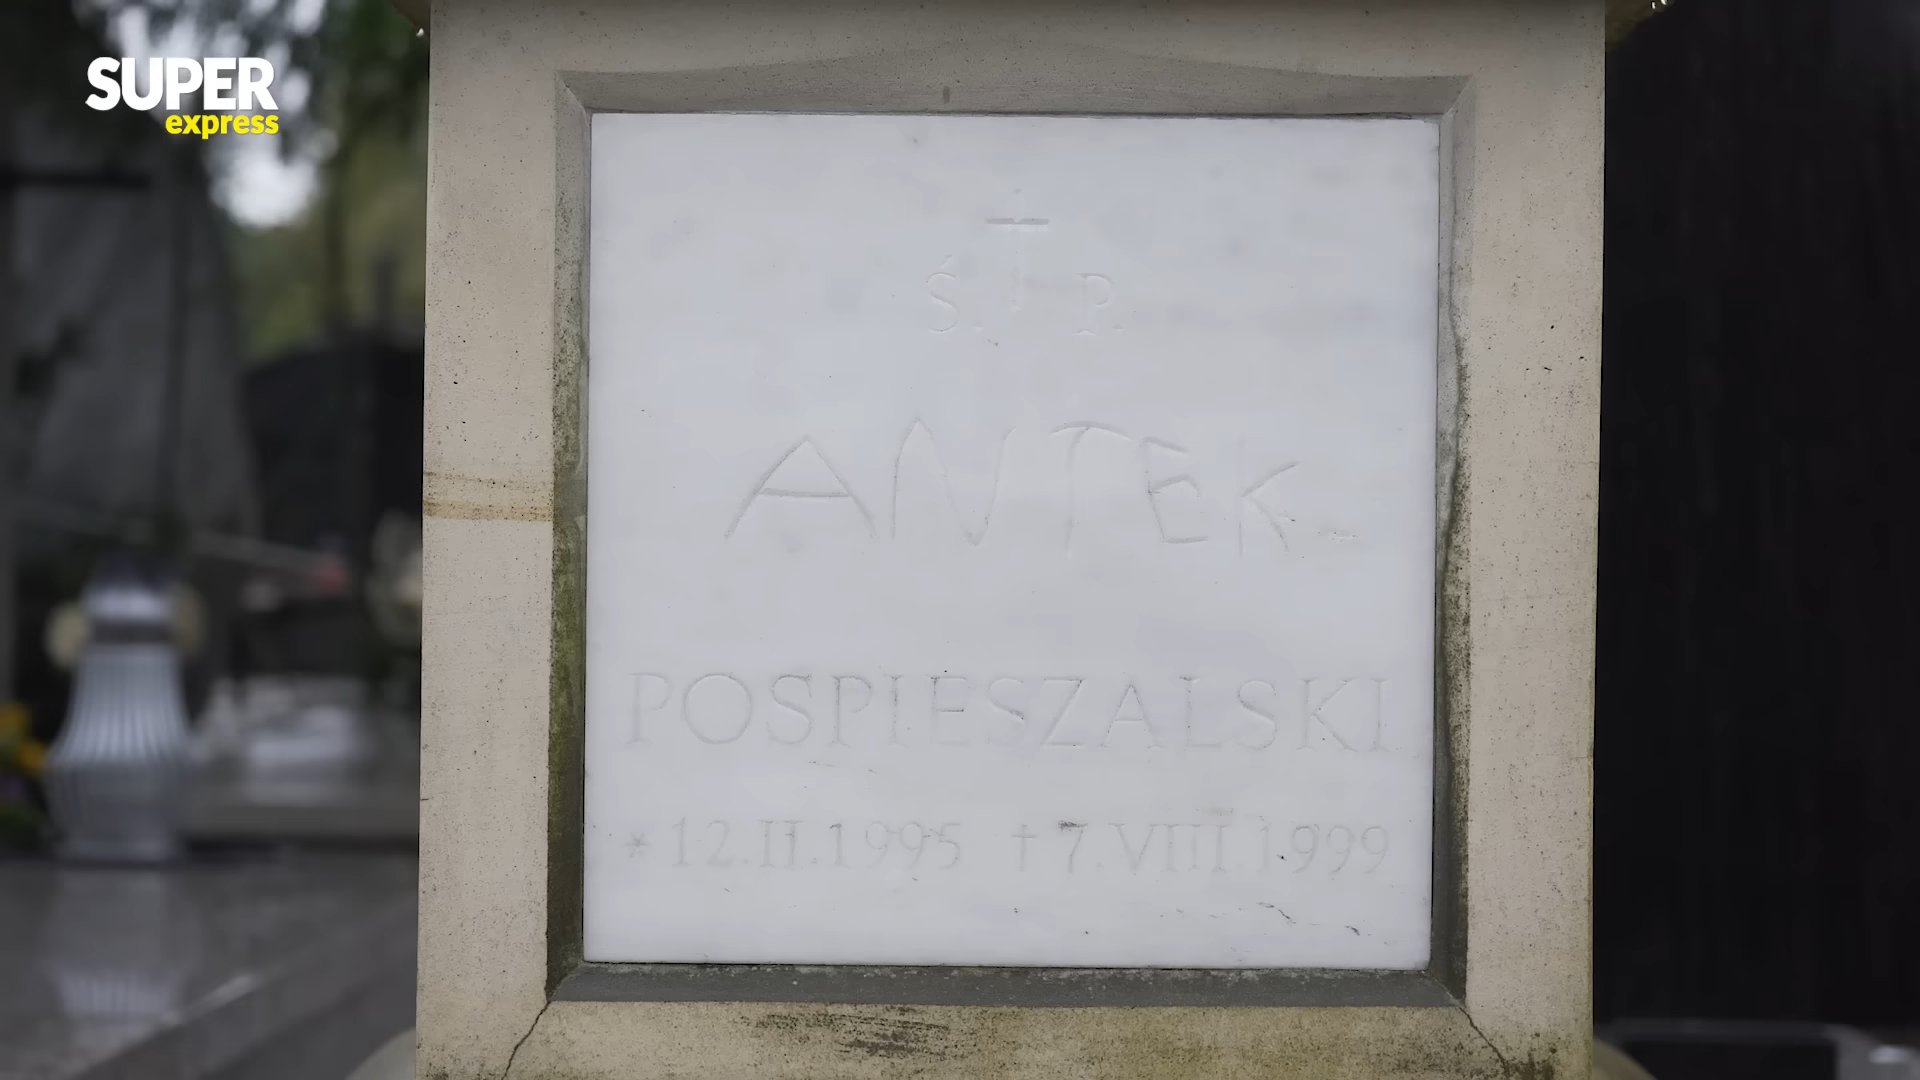 SUPER
express
Ś. P.
ANTEK
POSPIESZALSKI
* 12.II.1995 † 7.VIII.1999